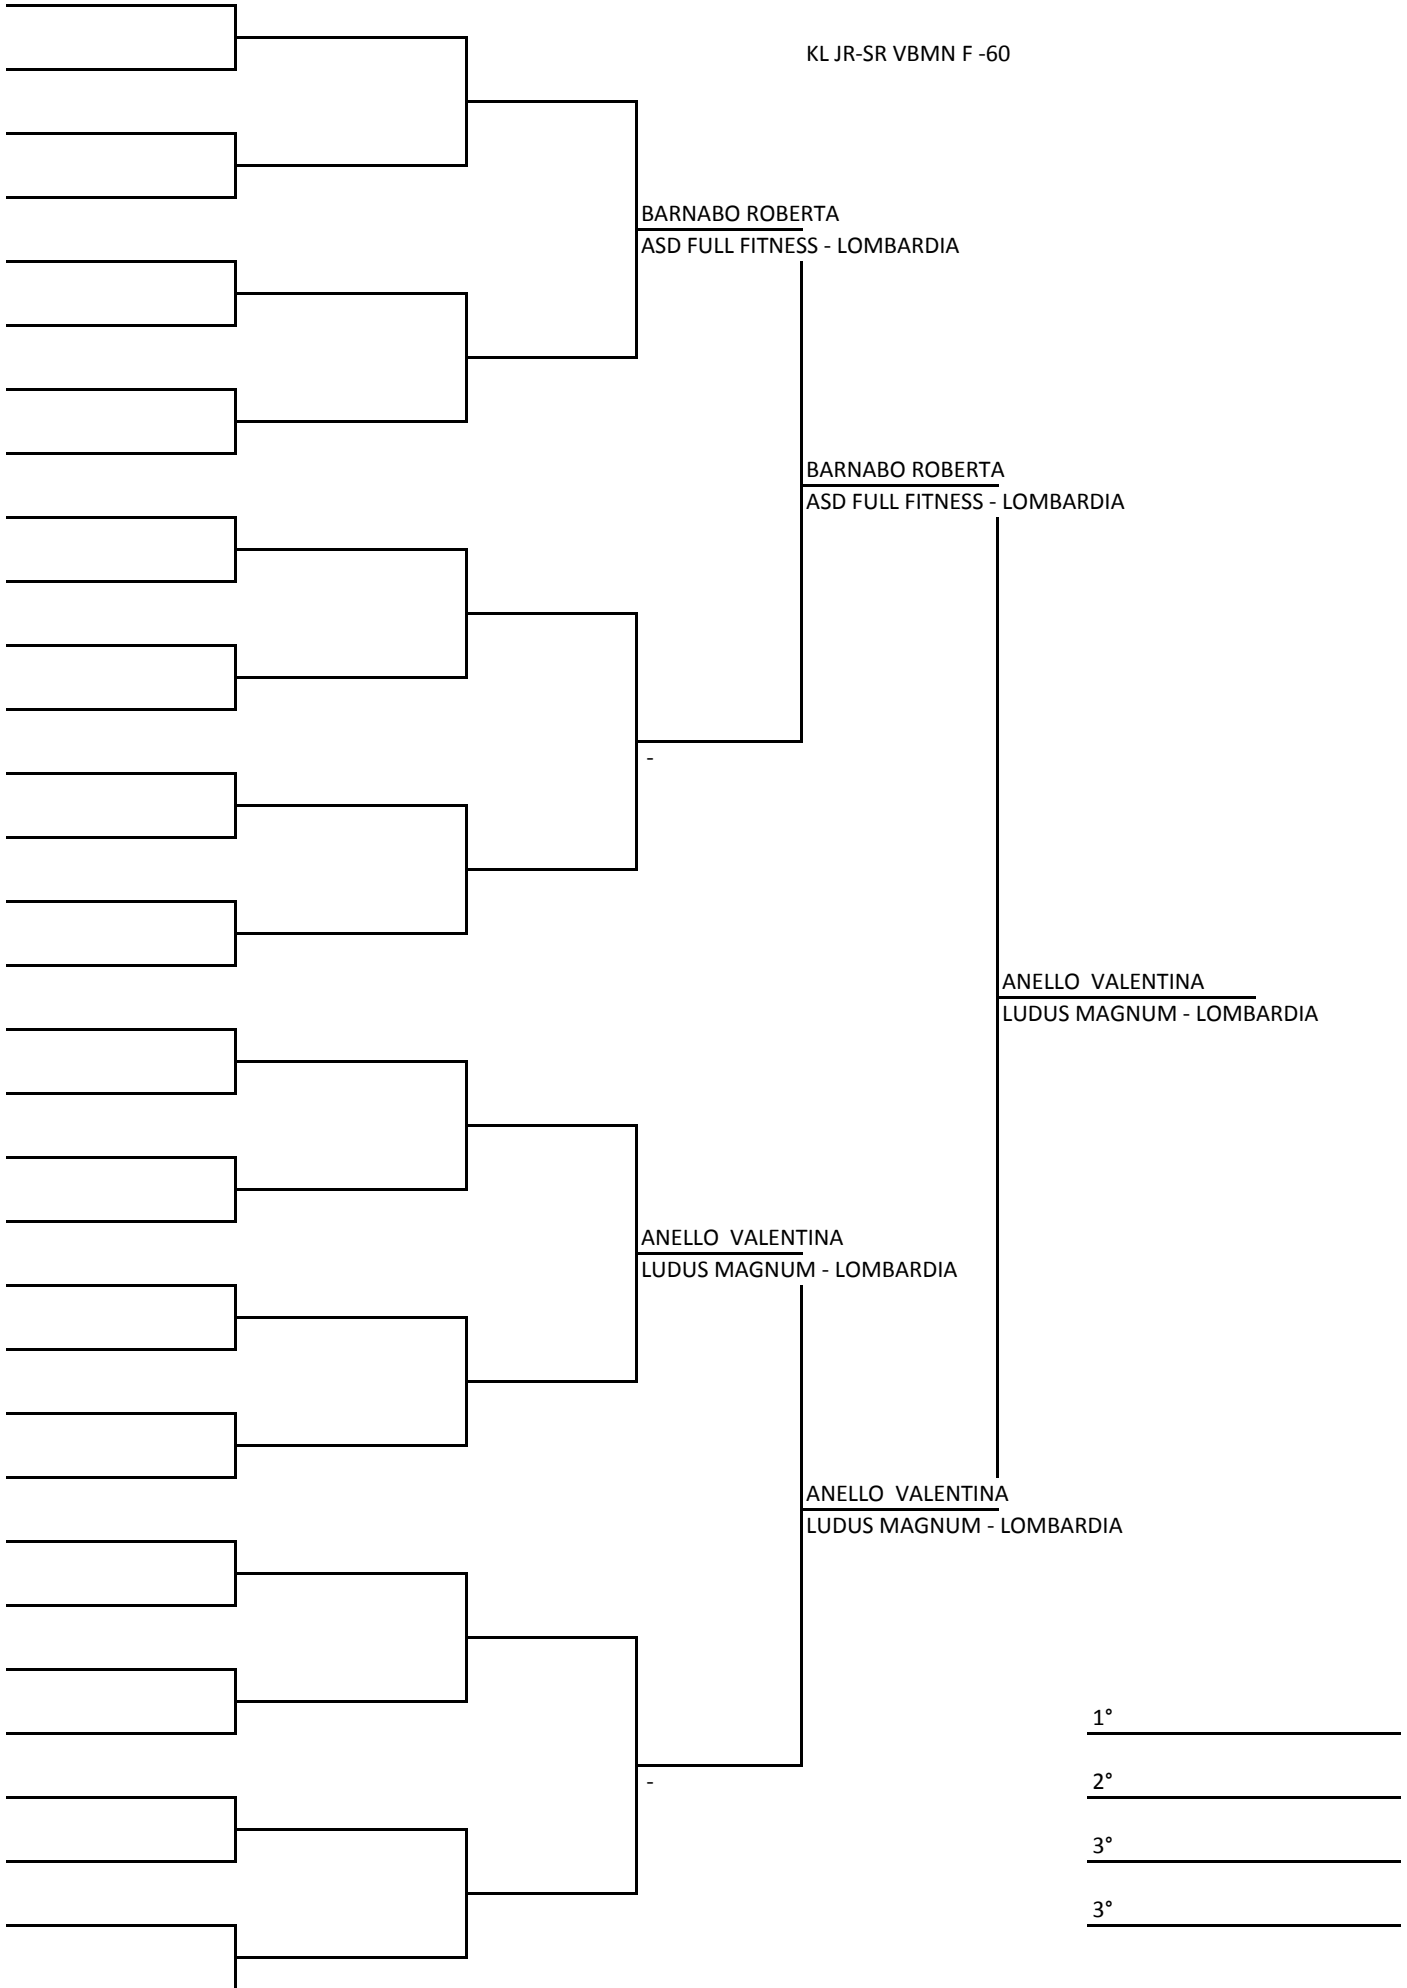 KL JR-SR VBMN F -60
BARNABO ROBERTA
ASD FULL FITNESS - LOMBARDIA
BARNABO ROBERTA
ASD FULL FITNESS - LOMBARDIA
-
ANELLO  VALENTINA
LUDUS MAGNUM - LOMBARDIA
ANELLO  VALENTINA
LUDUS MAGNUM - LOMBARDIA
ANELLO  VALENTINA
LUDUS MAGNUM - LOMBARDIA
1°
-
2°
3°
3°